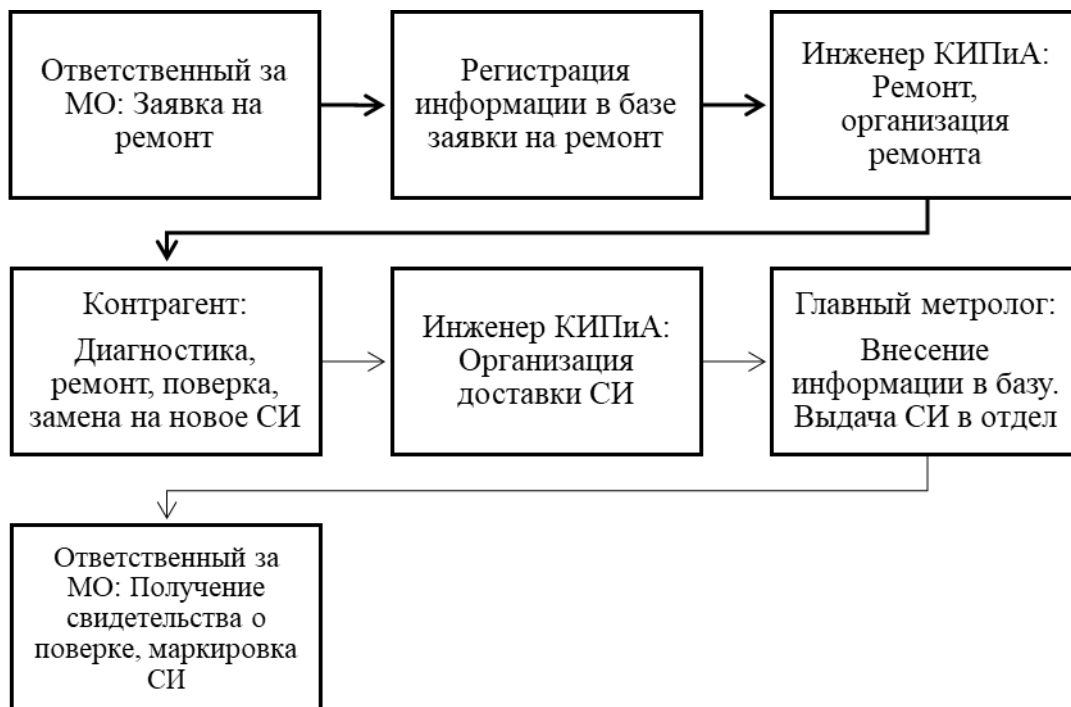 Ответственный за
МО: Заявка на
ремонт
Регистрация
информации в базе
заявки на ремонт
Инженер КИПиА:
Ремонт,
организация
ремонта
Контрагент:
Диагностика,
ремонт, поверка,
замена на новое СИ
Инженер КИПиА:
Организация
доставки СИ
Главный метролог:
Внесение
информации в базу.
Выдача СИ в отдел
Ответственный за
МО: Получение
свидетельства о
поверке, маркировка
СИ